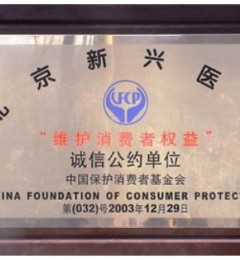 北京新兴医
CFCP
“维护消费者权益”
诚信公约单位
中国保护消费者基金会
INA FOUNDATION OF CONSUMER PROTECT
第(032)号2003年12月29日